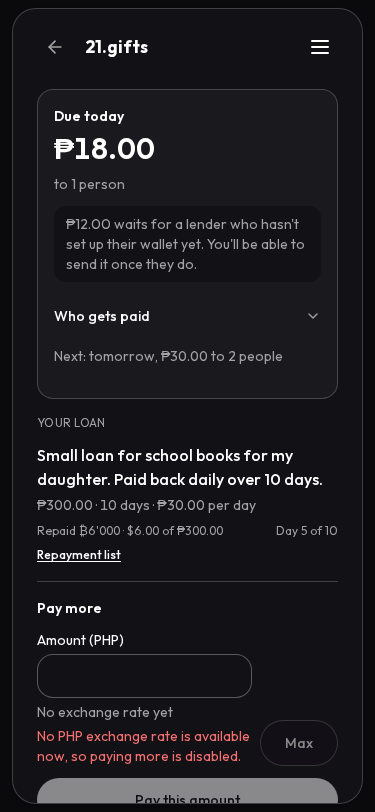 21.gifts
Due today
₱18.00
to 1 person
₱12.00 waits for a lender who hasn't
set up their wallet yet. You'll be able to
send it once they do.
Who gets paid
Next: tomorrow, ₱30.00 to 2 people
YOUR LOAN
Small loan for school books for my
daughter. Paid back daily over 10 days.
₱300.00 · 10 days · ₱30.00 per day
Repaid ₿6'000 · $6.00 of ₱300.00 Day 5 of 10
Repayment list
Pay more
Amount (PHP)
No exchange rate yet
No PHP exchange rate is available
now, so paying more is disabled.
Max
Pay this amount